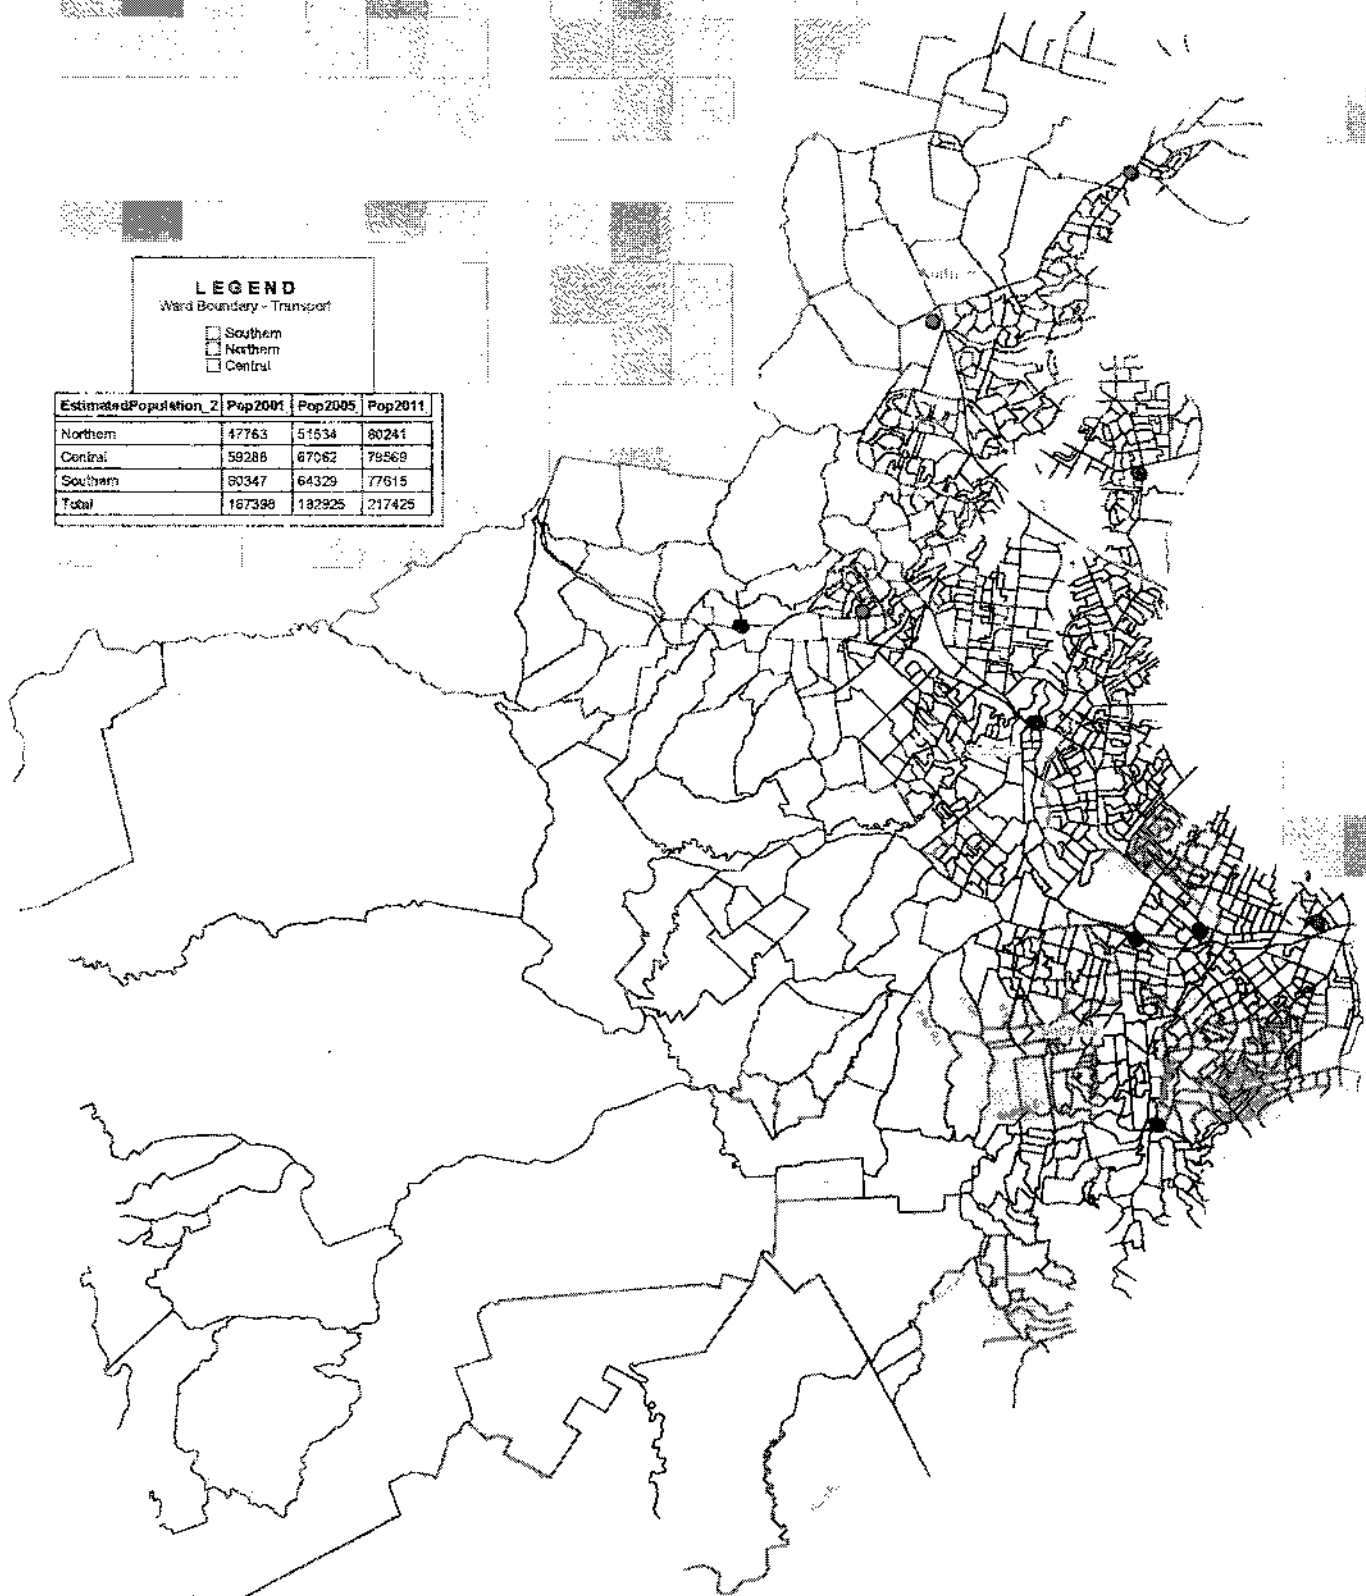 LEGEND
Ward Boundary - Transport
Southern
Northern
Central
EstimatedPopulation_2 Pop2001 Pop2005 Pop2011
Northern 47763 51534 60241
Central 59288 67062 79569
Southern 60347 64329 77615
Total 167398 182925 217425